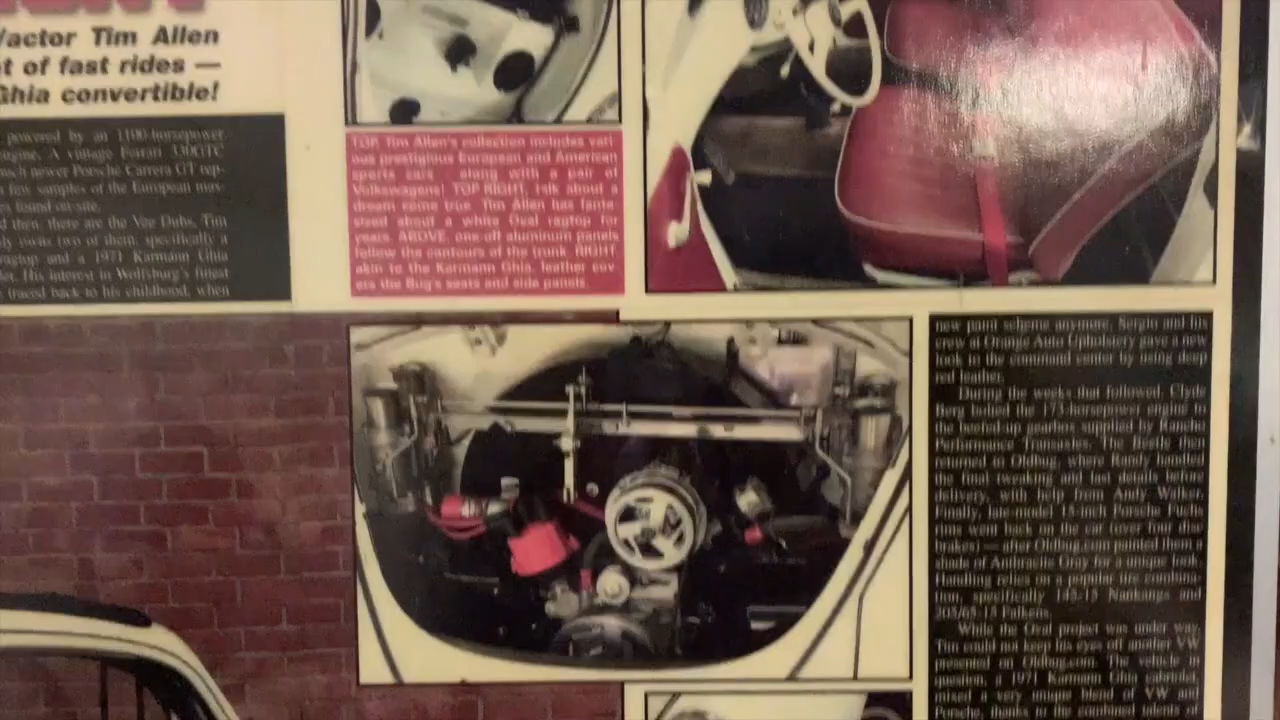 /actor Tim Allen
t of fast rides —
Ghia convertible!
powered by an 1100-horsepower
engine. A vintage Ferrari 330GTC
much newer Porsche Carrera GT rep-
a few samples of the European mus-
es found on-site.
d then, there are the Vee Dubs. Tim
ly owns two of them, specifically a
ragtop and a 1971 Karmann Ghia
let. His interest in Wolfsburg's finest
traced back to his childhood, when
TOP, Tim Allen's collection includes vari-
ous prestigious European and American
sports cars along with a pair of
Volkswagens! TOP RIGHT, talk about a
dream come true. Tim Allen has fanta-
sized about a white Oval ragtop for
years. ABOVE, one-off aluminum panels
follow the contours of the trunk. RIGHT
akin to the Karmann Ghia, leather cov-
ers the Bug's seats and side panels.
new paint scheme anymore. Sergio and his
crew at Orange Auto Upholstery gave a new
look to the command center by using deep
red leather.
During the weeks that followed, Clyde
Berg bolted the 173-horsepower engine to
the beefed-up gearbox supplied by Rancho
Performance Transaxles. The Beetle then
returned to Oldbug, where Randy handled
the final tweaking and last details before
delivery, with help from Andy, Walter.
Finally, late-model 15-inch Porsche Fuchs
rims went back on the car (over four disc
brakes) — after Oldbug.com painted them a
shade of Anthracite Gray in a unique
Handling relies on a popular tire combina-
tion, specifically 145-15 Nankangs and
205/65-15 Falkens.
While the Oval project was under way,
Tim could not keep his eyes off another VW
presented at Oldbug.com. The vehicle in
question, a 1971 Karmann Ghia cabriolet
mixed a very unique blend of VW and
Porsche, thanks to the combined talents of